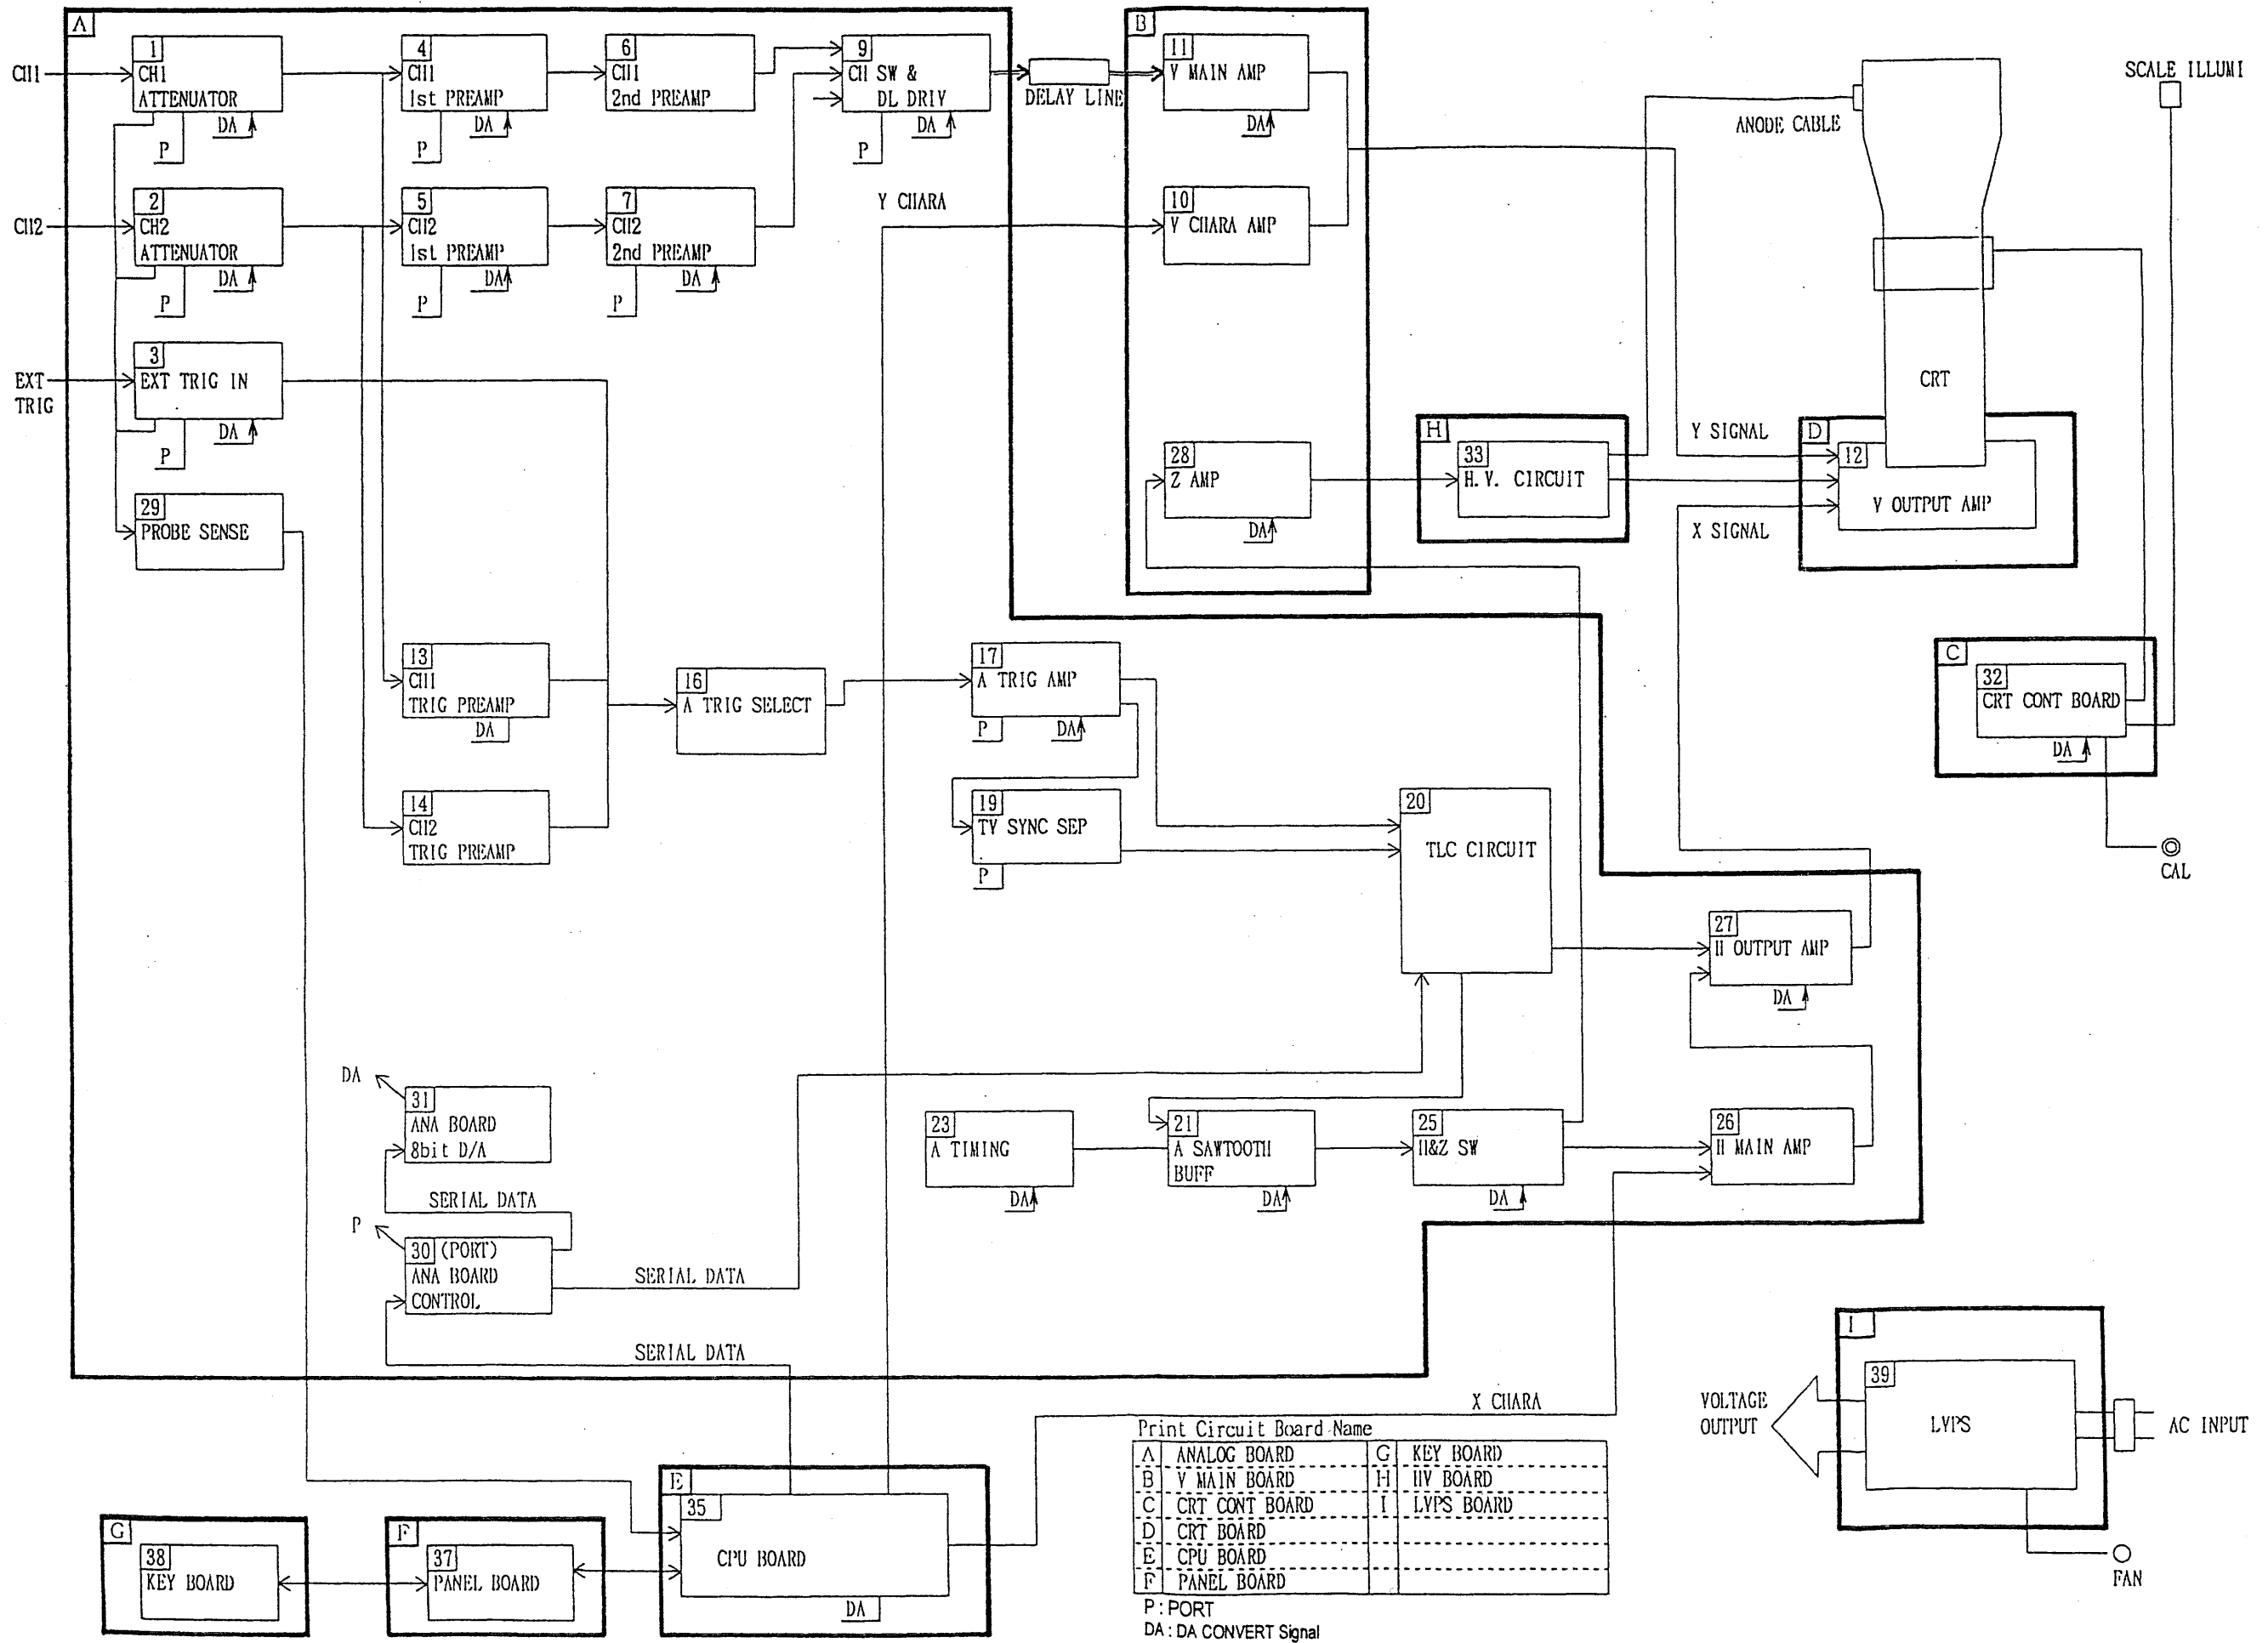 A
B
1
CH1
ATTENUATOR
DA
P
CH1
4
CH1
1st PREAMP
DA
P
6
CH1
2nd PREAMP
9
CH SW &
DL DRIV
DA
P
DELAY LINE
11
V MAIN AMP
DA
ANODE CABLE
SCALE ILLUMI
CH2
2
CH2
ATTENUATOR
DA
P
5
CH2
1st PREAMP
DA
P
7
CH2
2nd PREAMP
DA
P
Y CHARA
10
Y CHARA AMP
EXT
TRIG
3
EXT TRIG IN
DA
P
CRT
29
PROBE SENSE
28
Z AMP
DA
H
33
H.V. CIRCUIT
Y SIGNAL
X SIGNAL
D
12
V OUTPUT AMP
13
CH1
TRIG PREAMP
DA
16
A TRIG SELECT
17
A TRIG AMP
P
DA
C
32
CRT CONT BOARD
DA
CAL
14
CH2
TRIG PREAMP
19
TV SYNC SEP
P
20
TLC CIRCUIT
27
H OUTPUT AMP
DA
DA
31
ANA BOARD
8bit D/A
SERIAL DATA
23
A TIMING
DA
21
A SAWTOOTH
BUFF
DA
25
H&Z SW
DA
26
H MAIN AMP
P
30 (PORT)
ANA BOARD
CONTROL
SERIAL DATA
SERIAL DATA
X CHARA
I
39
LVPS
VOLTAGE
OUTPUT
AC INPUT
FAN
G
38
KEY BOARD
F
37
PANEL BOARD
E
35
CPU BOARD
DA
Print Circuit Board Name
A ANALOG BOARD G KEY BOARD
B V MAIN BOARD H HV BOARD
C CRT CONT BOARD I LVPS BOARD
D CRT BOARD
E CPU BOARD
F PANEL BOARD
P : PORT
DA : DA CONVERT Signal